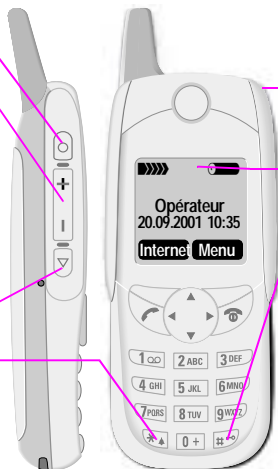 +
−
Opérateur
20.09.2001 10:35
Internet Menu
1 2 ABC 3 DEF
4 GHI 5 JKL 6 MNO
7 PQRS 8 TUV 9 WXYZ
* 0 + #